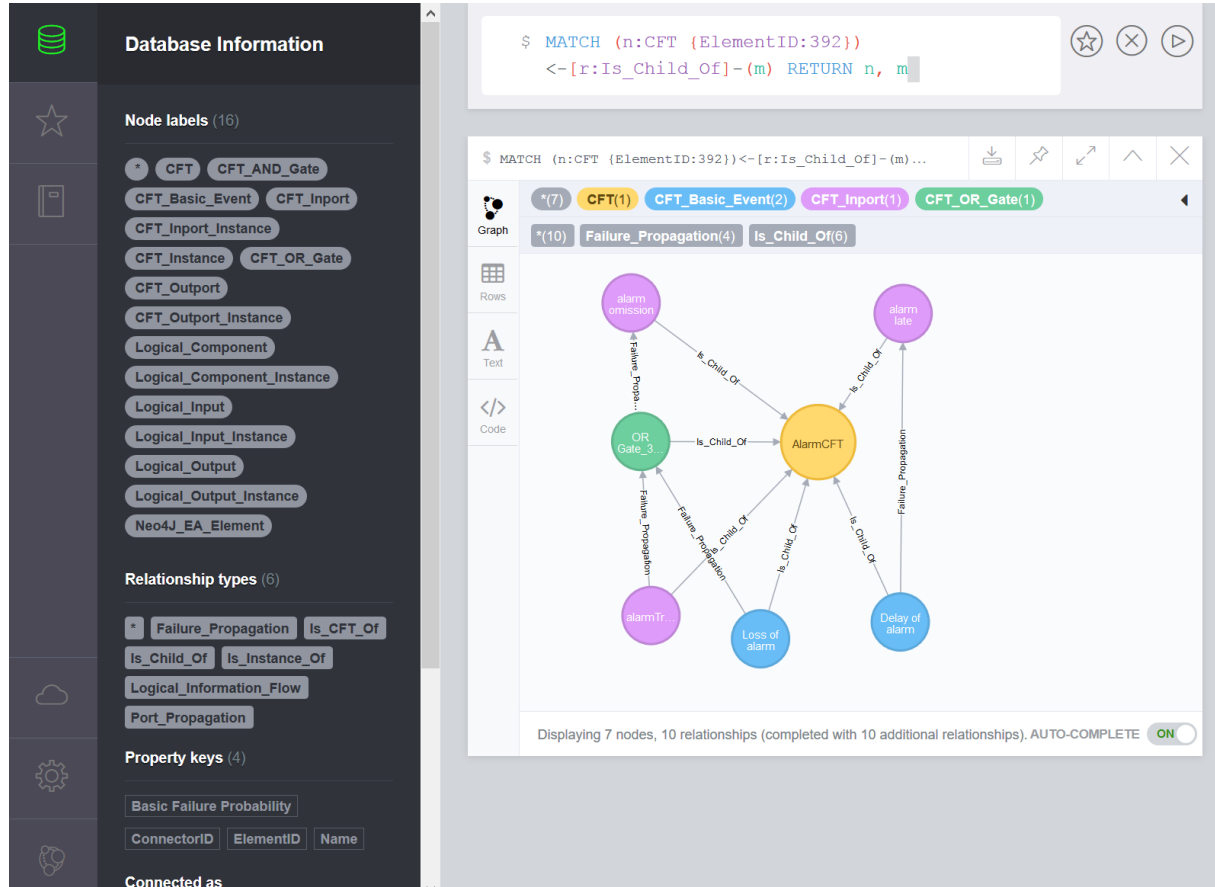 Database Information
Node labels (16)
* CFT CFT_AND_Gate
CFT_Basic_Event CFT_Inport
CFT_Inport_Instance
CFT_Instance CFT_OR_Gate
CFT_Outport
CFT_Outport_Instance
Logical_Component
Logical_Component_Instance
Logical_Input
Logical_Input_Instance
Logical_Output
Logical_Output_Instance
Neo4J_EA_Element
Relationship types (6)
* Failure_Propagation Is_CFT_Of
Is_Child_Of Is_Instance_Of
Logical_Information_Flow
Port_Propagation
Property keys (4)
Basic Failure Probability
ConnectorID ElementID Name
Connected as
$ MATCH (n:CFT {ElementID:392})
<-[r:Is_Child_Of]-(m) RETURN n, m
$ MATCH (n:CFT {ElementID:392})<-[r:Is_Child_Of]-(m)...
Graph
Rows
Text
Code
*(7) CFT(1) CFT_Basic_Event(2) CFT_Inport(1) CFT_OR_Gate(1)
*(10) Failure_Propagation(4) Is_Child_Of(6)
alarm
omission
alarm
late
Failure_Propa...
Is_Child_Of
Is_Child_Of
OR
Gate_3...
Is_Child_Of
AlarmCFT
Failure_Propagation
Failure_Propagation
Failure_Propagation
Is_Child_Of
Is_Child_Of
Is_Child_Of
alarmTr...
Loss of
alarm
Delay of
alarm
Displaying 7 nodes, 10 relationships (completed with 10 additional relationships). AUTO-COMPLETE ON